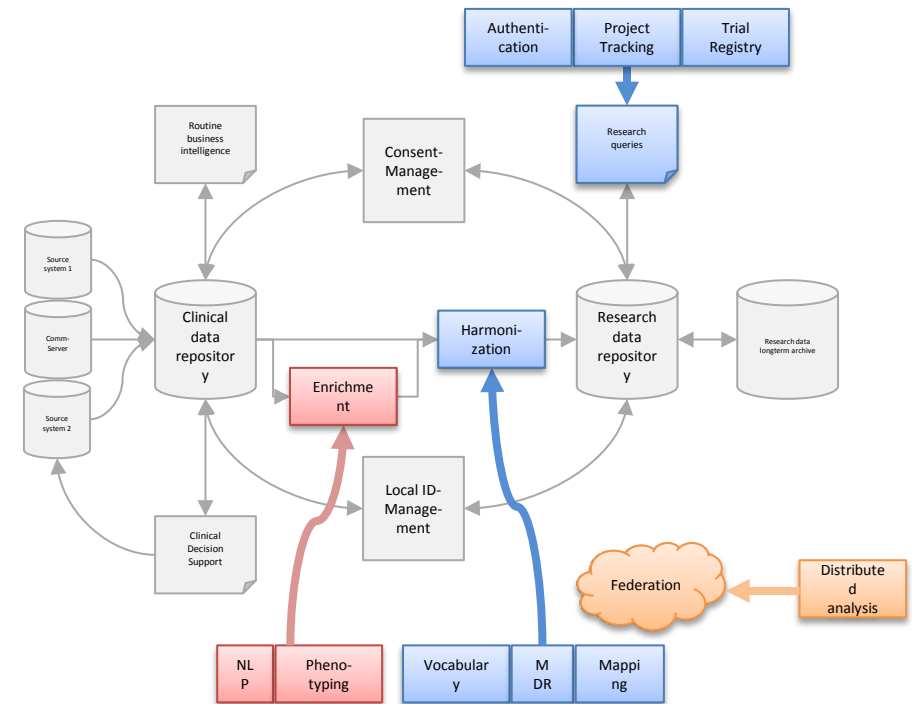 Authenti-
cation
Project
Tracking
Trial
Registry
Routine
business
intelligence
Consent-
Manage-
ment
Research
queries
Source
system 1
Comm-
Server
Source
system 2
Clinical
data
repositor
y
Harmoni-
zation
Research
data
repositor
y
Research data
longterm archive
Enrichme
nt
Local ID-
Manage-
ment
Clinical
Decision
Support
Federation
Distribute
d
analysis
NL
P
Pheno-
typing
Vocabular
y
M
DR
Mappi
ng